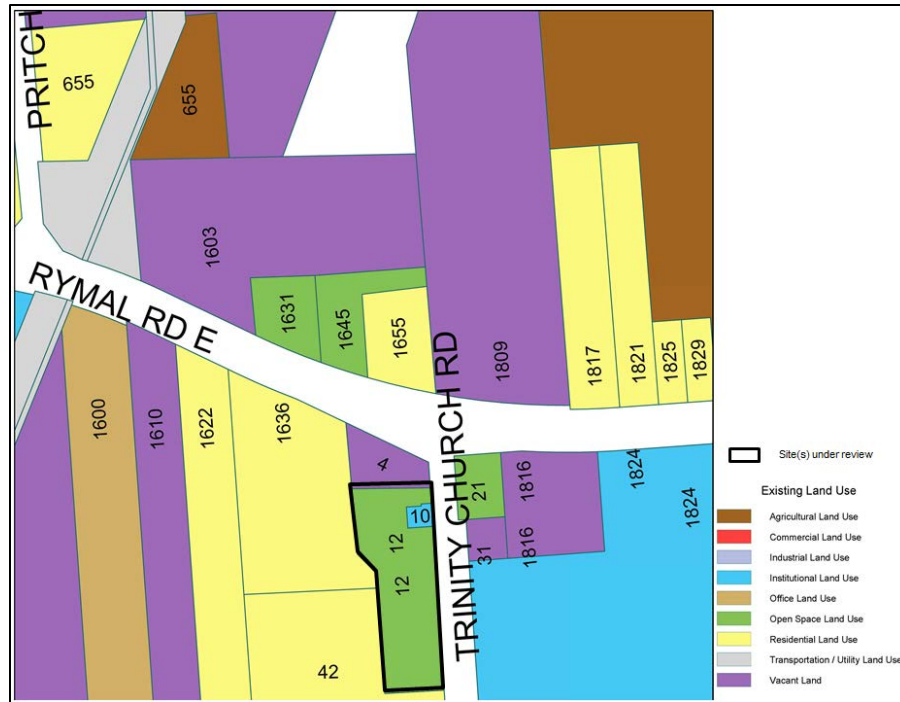 PRITCH
655
655
1603
RYMAL RD E
1631
1645
1655
TRINITY CHURCH RD
1809
1817
1821
1825
1829
1600
1610
1622
1636
4
10
12
12
42
21
31
1816
1816
1824
1824
Site(s) under review
Existing Land Use
Agricultural Land Use
Commercial Land Use
Industrial Land Use
Institutional Land Use
Office Land Use
Open Space Land Use
Residential Land Use
Transportation / Utility Land Use
Vacant Land